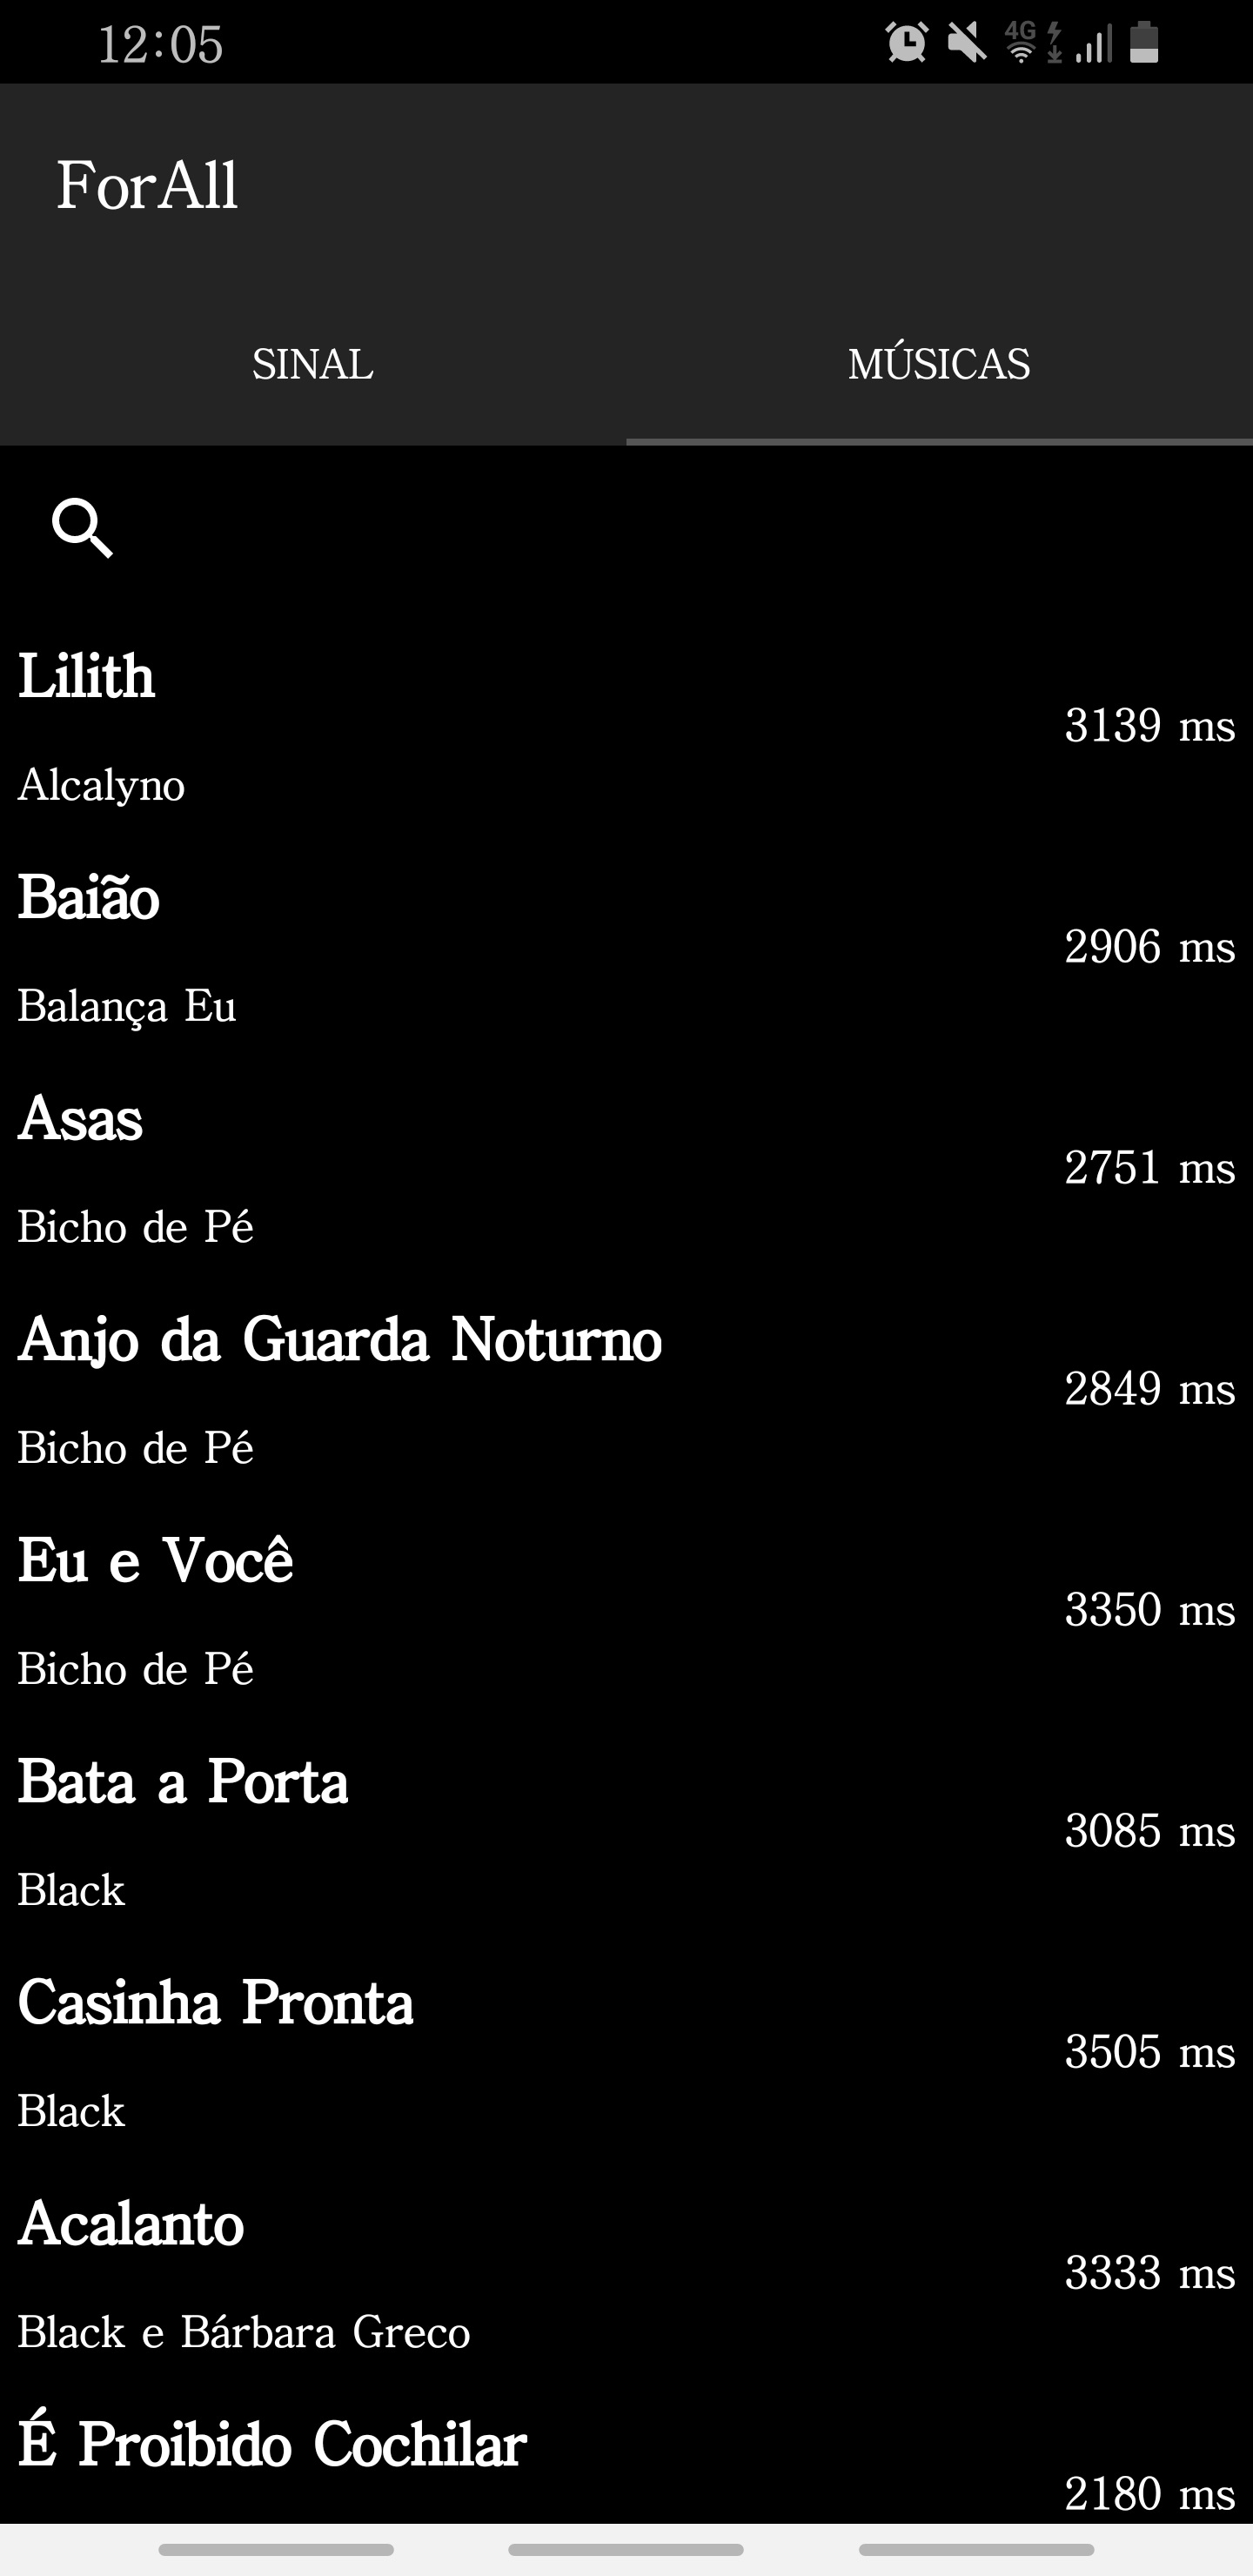 12:05
4G
ForAll
SINAL
MÚSICAS
Lilith
3139 ms
Alcalyno
Baião
2906 ms
Balança Eu
Asas
2751 ms
Bicho de Pé
Anjo da Guarda Noturno
2849 ms
Bicho de Pé
Eu e Você
3350 ms
Bicho de Pé
Bata a Porta
3085 ms
Black
Casinha Pronta
3505 ms
Black
Acalanto
3333 ms
Black e Bárbara Greco
É Proibido Cochilar
2180 ms